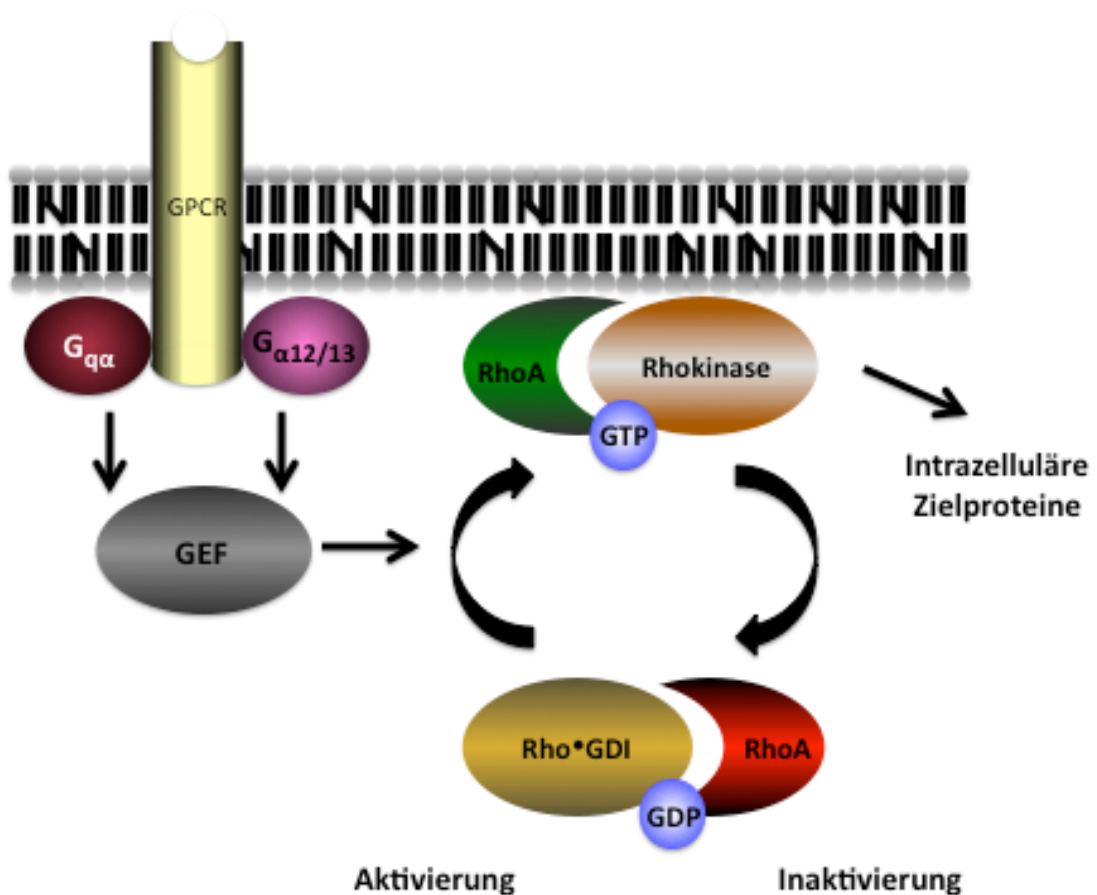 GPCR
Gqα
Gα12/13
RhoA
Rhokinase
GTP
Intrazelluläre
Zielproteine
GEF
Rho•GDI
RhoA
GDP
Aktivierung
Inaktivierung